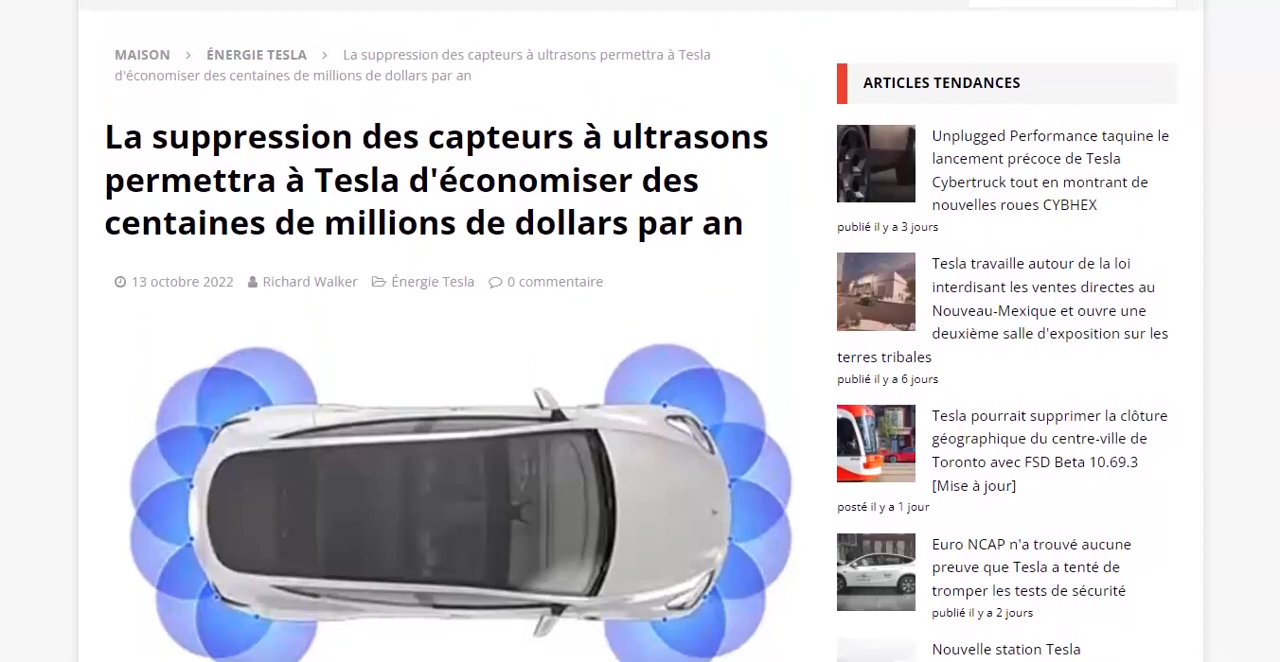 MAISON > ÉNERGIE TESLA > La suppression des capteurs à ultrasons permettra à Tesla
d'économiser des centaines de millions de dollars par an
La suppression des capteurs à ultrasons
permettra à Tesla d'économiser des
centaines de millions de dollars par an
13 octobre 2022 Richard Walker Énergie Tesla 0 commentaire
ARTICLES TENDANCES
Unplugged Performance taquine le
lancement précoce de Tesla
Cybertruck tout en montrant de
nouvelles roues CYBHEX
publié il y a 3 jours
Tesla travaille autour de la loi
interdisant les ventes directes au
Nouveau-Mexique et ouvre une
deuxième salle d'exposition sur les
terres tribales
publié il y a 6 jours
Tesla pourrait supprimer la clôture
géographique du centre-ville de
Toronto avec FSD Beta 10.69.3
[Mise à jour]
posté il y a 1 jour
Euro NCAP n'a trouvé aucune
preuve que Tesla a tenté de
tromper les tests de sécurité
publié il y a 2 jours
Nouvelle station Tesla